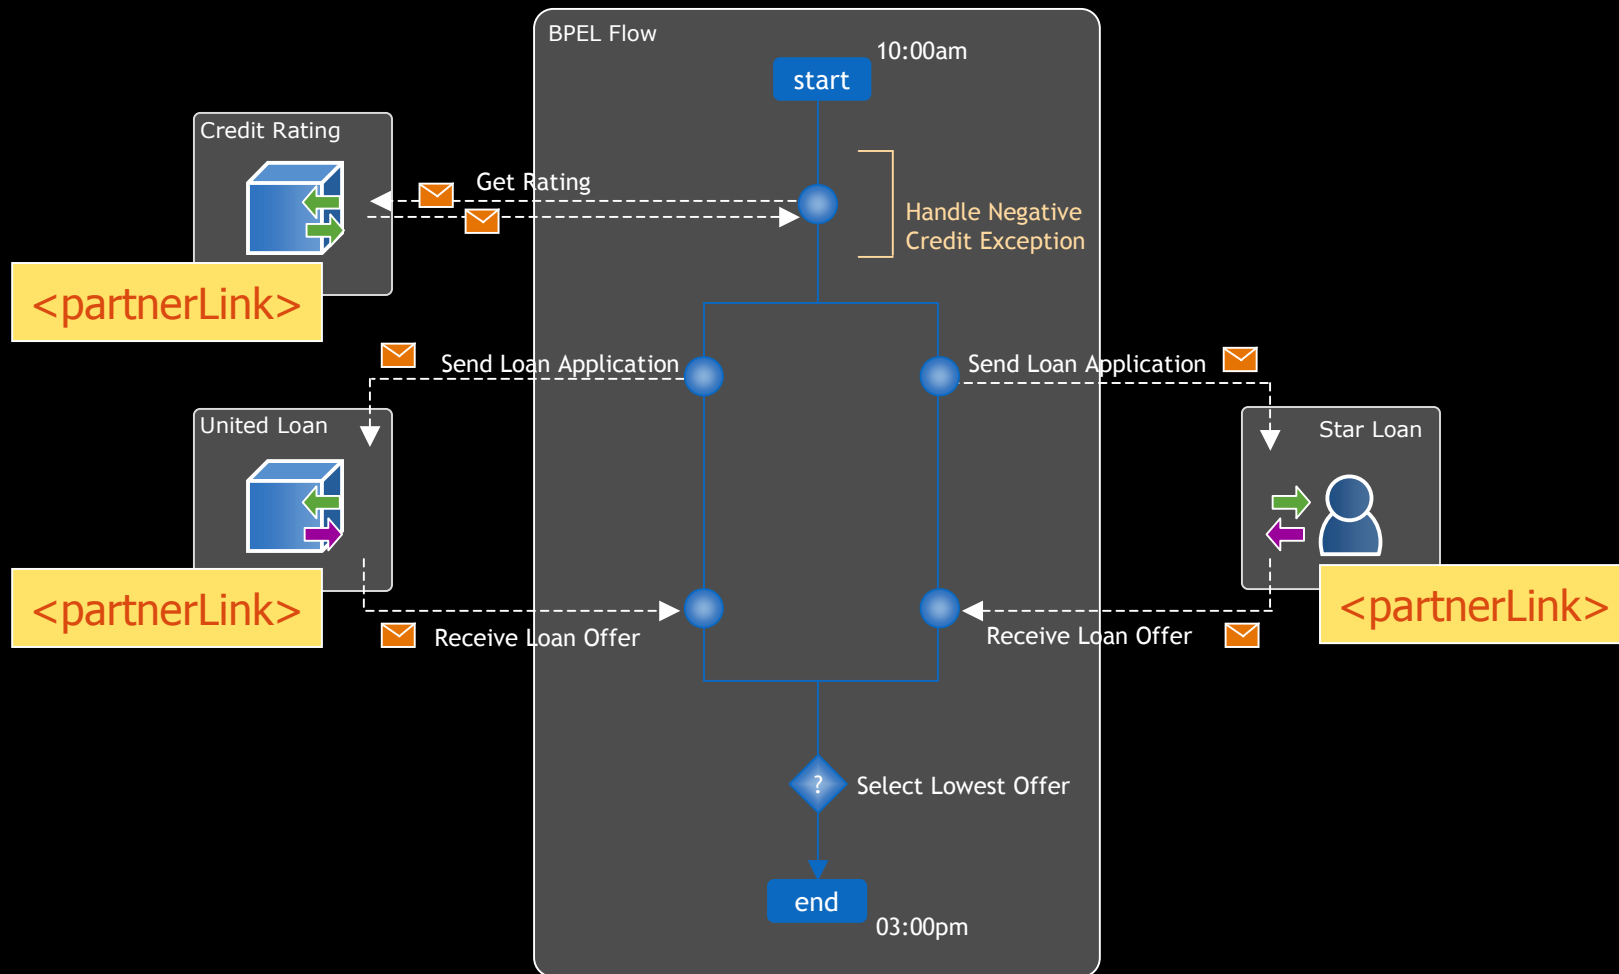 BPEL Flow
10:00am
start
Credit Rating
Get Rating
Handle Negative
Credit Exception
<partnerLink>
Send Loan Application
Send Loan Application
United Loan
Star Loan
<partnerLink>
<partnerLink>
Receive Loan Offer
Receive Loan Offer
?
Select Lowest Offer
end
03:00pm